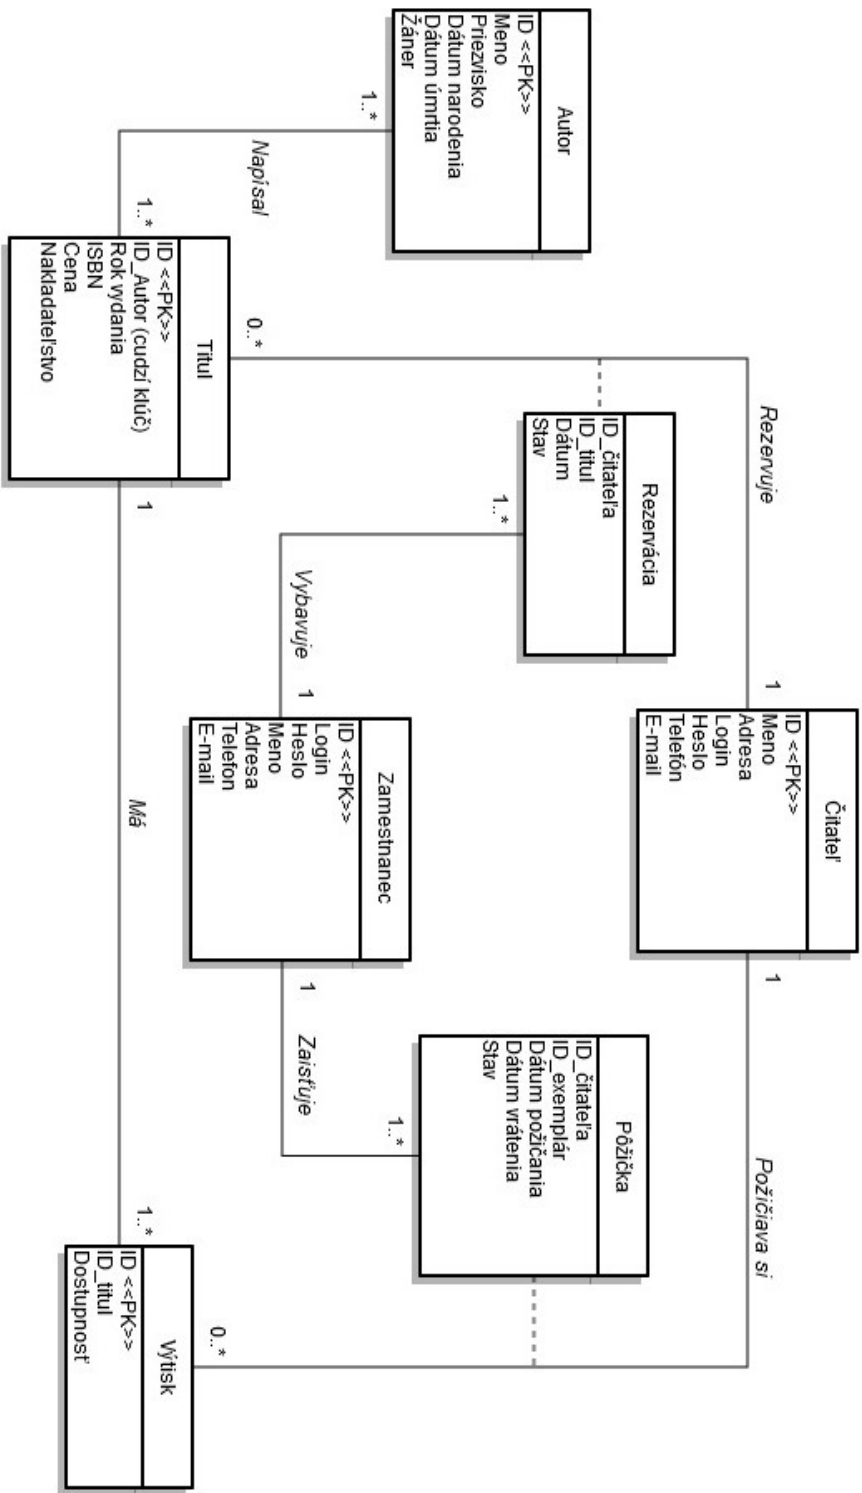 Autor
ID <<PK>>
Meno
Priezvisko
Dátum narodenia
Dátum úmrtia
Žáner
1..*
Napísal
1..*
Titul
ID <<PK>>
ID_Autor (cudzí kľúč)
Rok vydania
ISBN
Cena
Nakladateľstvo
0..*
Rezervuje
1
Rezervácia
ID_čitateľa
ID_titul
Dátum
Stav
1..*
Vybavuje
1
Čitateľ
ID <<PK>>
Meno
Adresa
Login
Heslo
Telefón
E-mail
Zamestnanec
ID <<PK>>
Login
Heslo
Meno
Adresa
Telefon
E-mail
1
Má
1
Zaisťuje
1..*
1
Požičiava si
Pôžička
ID_čitateľa
ID_exemplár
Dátum požičania
Dátum vrátenia
Stav
1..*
0..*
Výtisk
ID <<PK>>
ID_titul
Dostupnosť